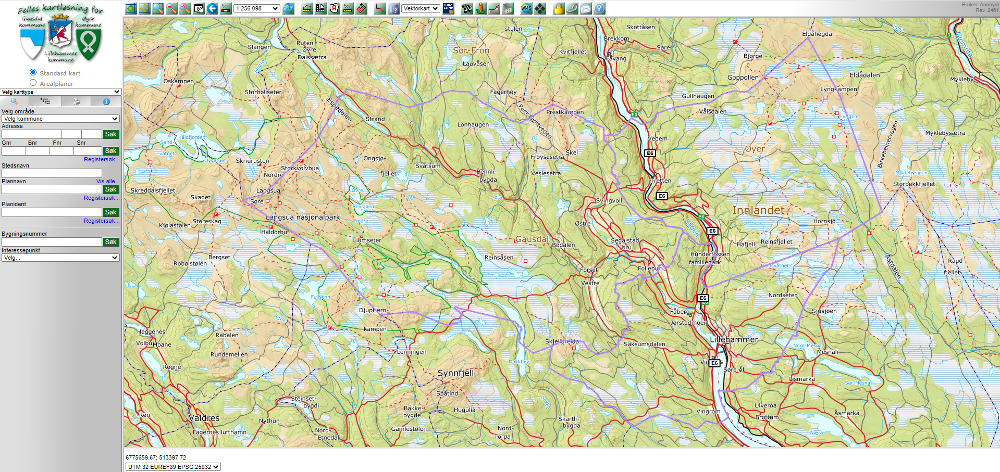 Felles kartløsning for
Gausdal
kommune
Øyer
kommune
Lillehammer
kommune
Standard kart
Arealplaner
Velg karttype
Velg område
Velg kommune
Adresse
Søk
Gnr Bnr Fnr Snr
Søk
Registersøk...
Stedsnavn
Plannavn Vis alle...
Søk
Registersøk...
Planident
Søk
Registersøk...
Bygningsnummer
Søk
Interessepunkt
Velg...
1:256 098
Vektorkart
INFO
LAND
WMS
Bruker: Anonym
Rev. 2461
Slangen
Ruten
Øvre
Dalssætra
Vinstra
Oskampen
Storhøliseter
Espedalen
Strand
stulen
Sør-Fron
Lauvåsen
Fagerhøy
Lonhaugen
Kvitfjellet
Skottåsen
Brekkom
Søre
Fåvang
Peer Gyntvegen
Prestkampen
Eldåhøgda
Bjørge
Goppollen
Gullhaugen
Vålsdalen
Eldådalen
Lyngkampen
Lyngen
Imsa
Glomma
3
Mykleby
Myklebysætra
Birkebeinervegen
Myklebysjøen
Storbekkfjellet
Kaldfjorden
Sand-
vatnet
Øyvatnet
Skriurusten
Storkvolvbua
Nordre
Langsua
Søre
Skreddalsfjellet
Skaget
Storeskag
Kjølastølen
Langsua nasjonalpark
Haldorbu
Ongsjø-
fjellet
Øvre
Revsjøen
Nedre
Liomseter
Svatsum
Bennli-
bygda
Jøra
Frøysesetra
Skei
Veslesetra
E6
Vedem
E6
Tretten
E6
Svingvoll
Østre
Øyer
Innlandet
Åsta
Hornsjø
E6
Lågen
E6
Hafjell
Reinsfjellet
Hunderfossen
familiepark
Reinsvatnet
Gausdal
Bødalen
Segalstad
bru
Reinsåsen
Forset
Vestre
Follebu
Bergset
Robølstølen
Åstdalen
Raud-
fjellet
Fullsenn
Etna
Djuptjern-
kampen
Nordseter
Sjusjøen
E6
E6
Fåberg
Jørstadmoen
Lillehammer
Heggenes
Volbu
Moane
Rabalen
Rundemellen
Rogne
Lenningen
Synnfjell
Spåtind
Hugulia
Dokkfløy
Skjellbreida
Saksumsdalen
E6
Søre Ål
Nord-Mesna
Mesnali
Lismarka
Sør-Mesna
Røn
Valdres
Fagernes lufthamn
Steinset-
bygdi
Nythun
Nord-
Etnedal
Bakke-
bygde
Gamlestølen
Nord-
Torpa
Dokka
Skartli-
bygda
Vingrom
Ulveroa
Brøttum
Åsmarka
Næra
6775659.67; 513397.72
UTM 32 EUREF89 EPSG:25832